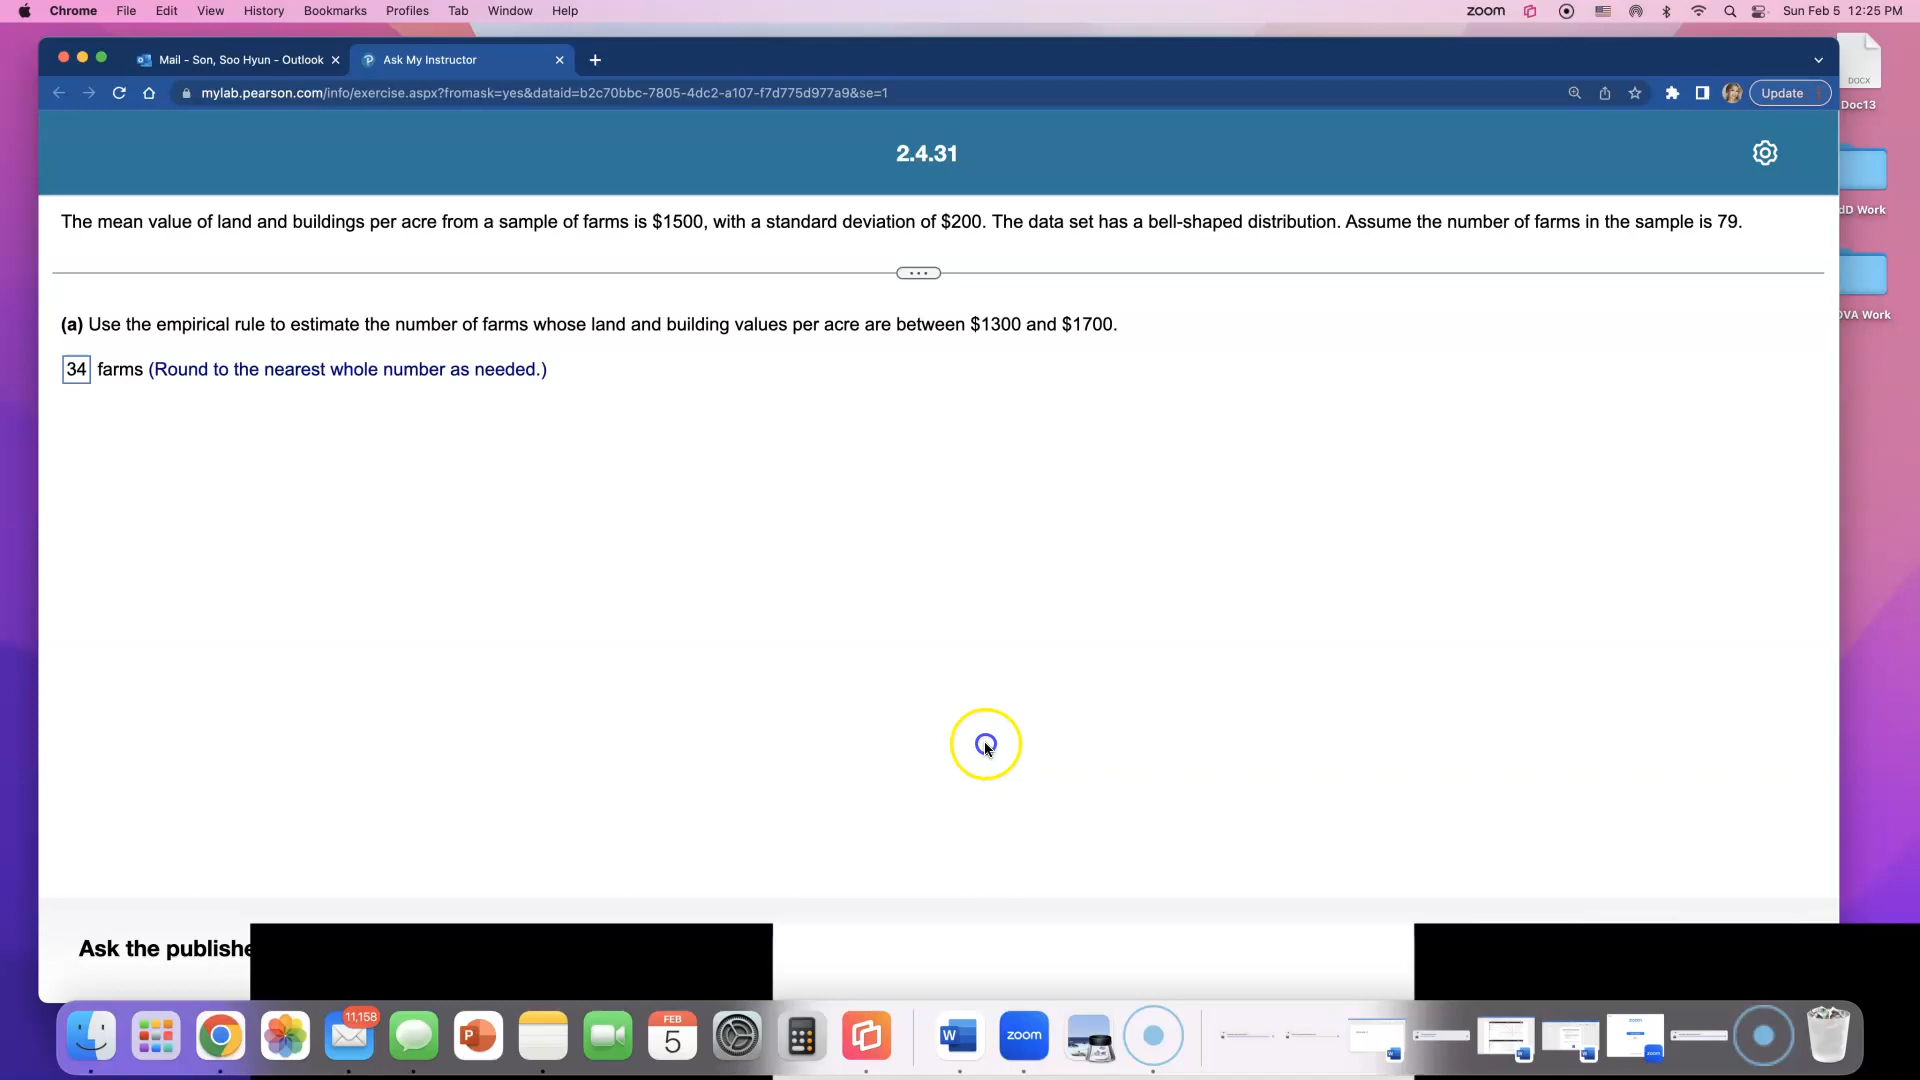 Chrome File Edit View History Bookmarks Profiles Tab Window Help zoom Sun Feb 5 12:25 PM
Mail - Son, Soo Hyun - Outlook Ask My Instructor
mylab.pearson.com/info/exercise.aspx?fromask=yes&dataid=b2c70bbc-7805-4dc2-a107-f7d775d977a9&se=1 Update
DOCX
Doc13
2.4.31
dD Work
The mean value of land and buildings per acre from a sample of farms is $1500, with a standard deviation of $200. The data set has a bell-shaped distribution. Assume the number of farms in the sample is 79.
OVA Work
(a) Use the empirical rule to estimate the number of farms whose land and building values per acre are between $1300 and $1700.
34 farms (Round to the nearest whole number as needed.)
Ask the publishe
11,158
FEB
5
P
W
zoom